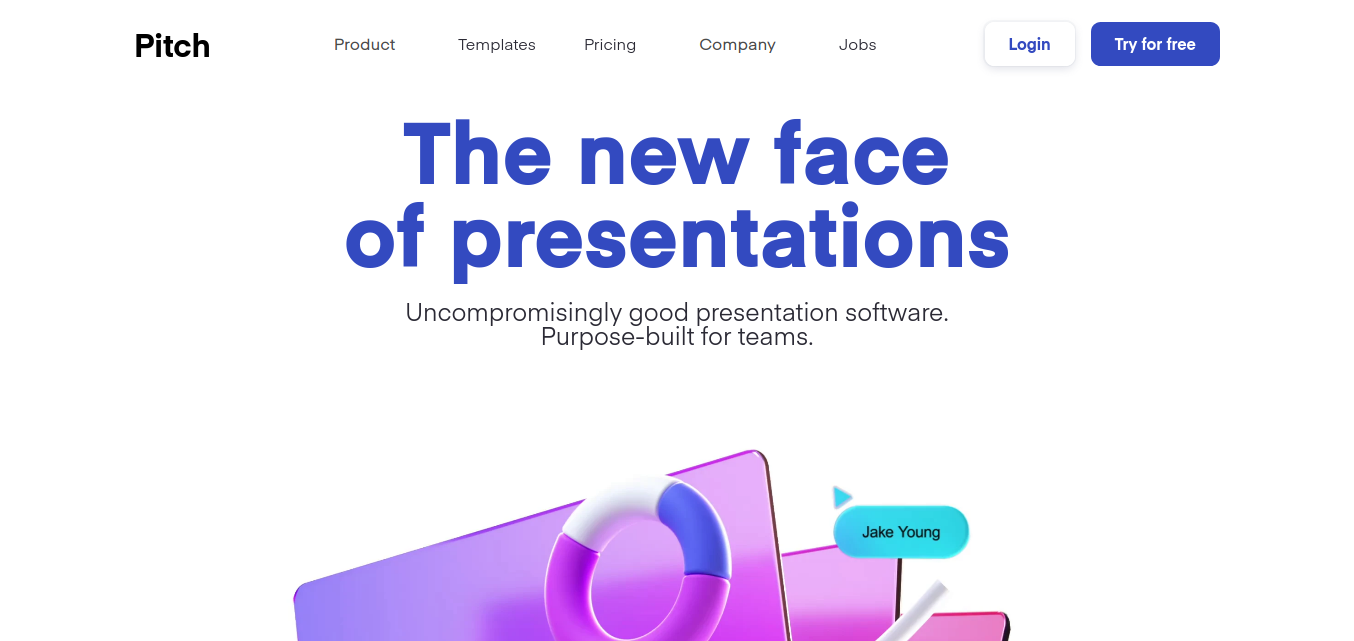 Pitch
Product
Templates
Pricing
Company
Jobs
Login
Try for free
The new face
of presentations
Uncompromisingly good presentation software.
Purpose-built for teams.
Jake Young